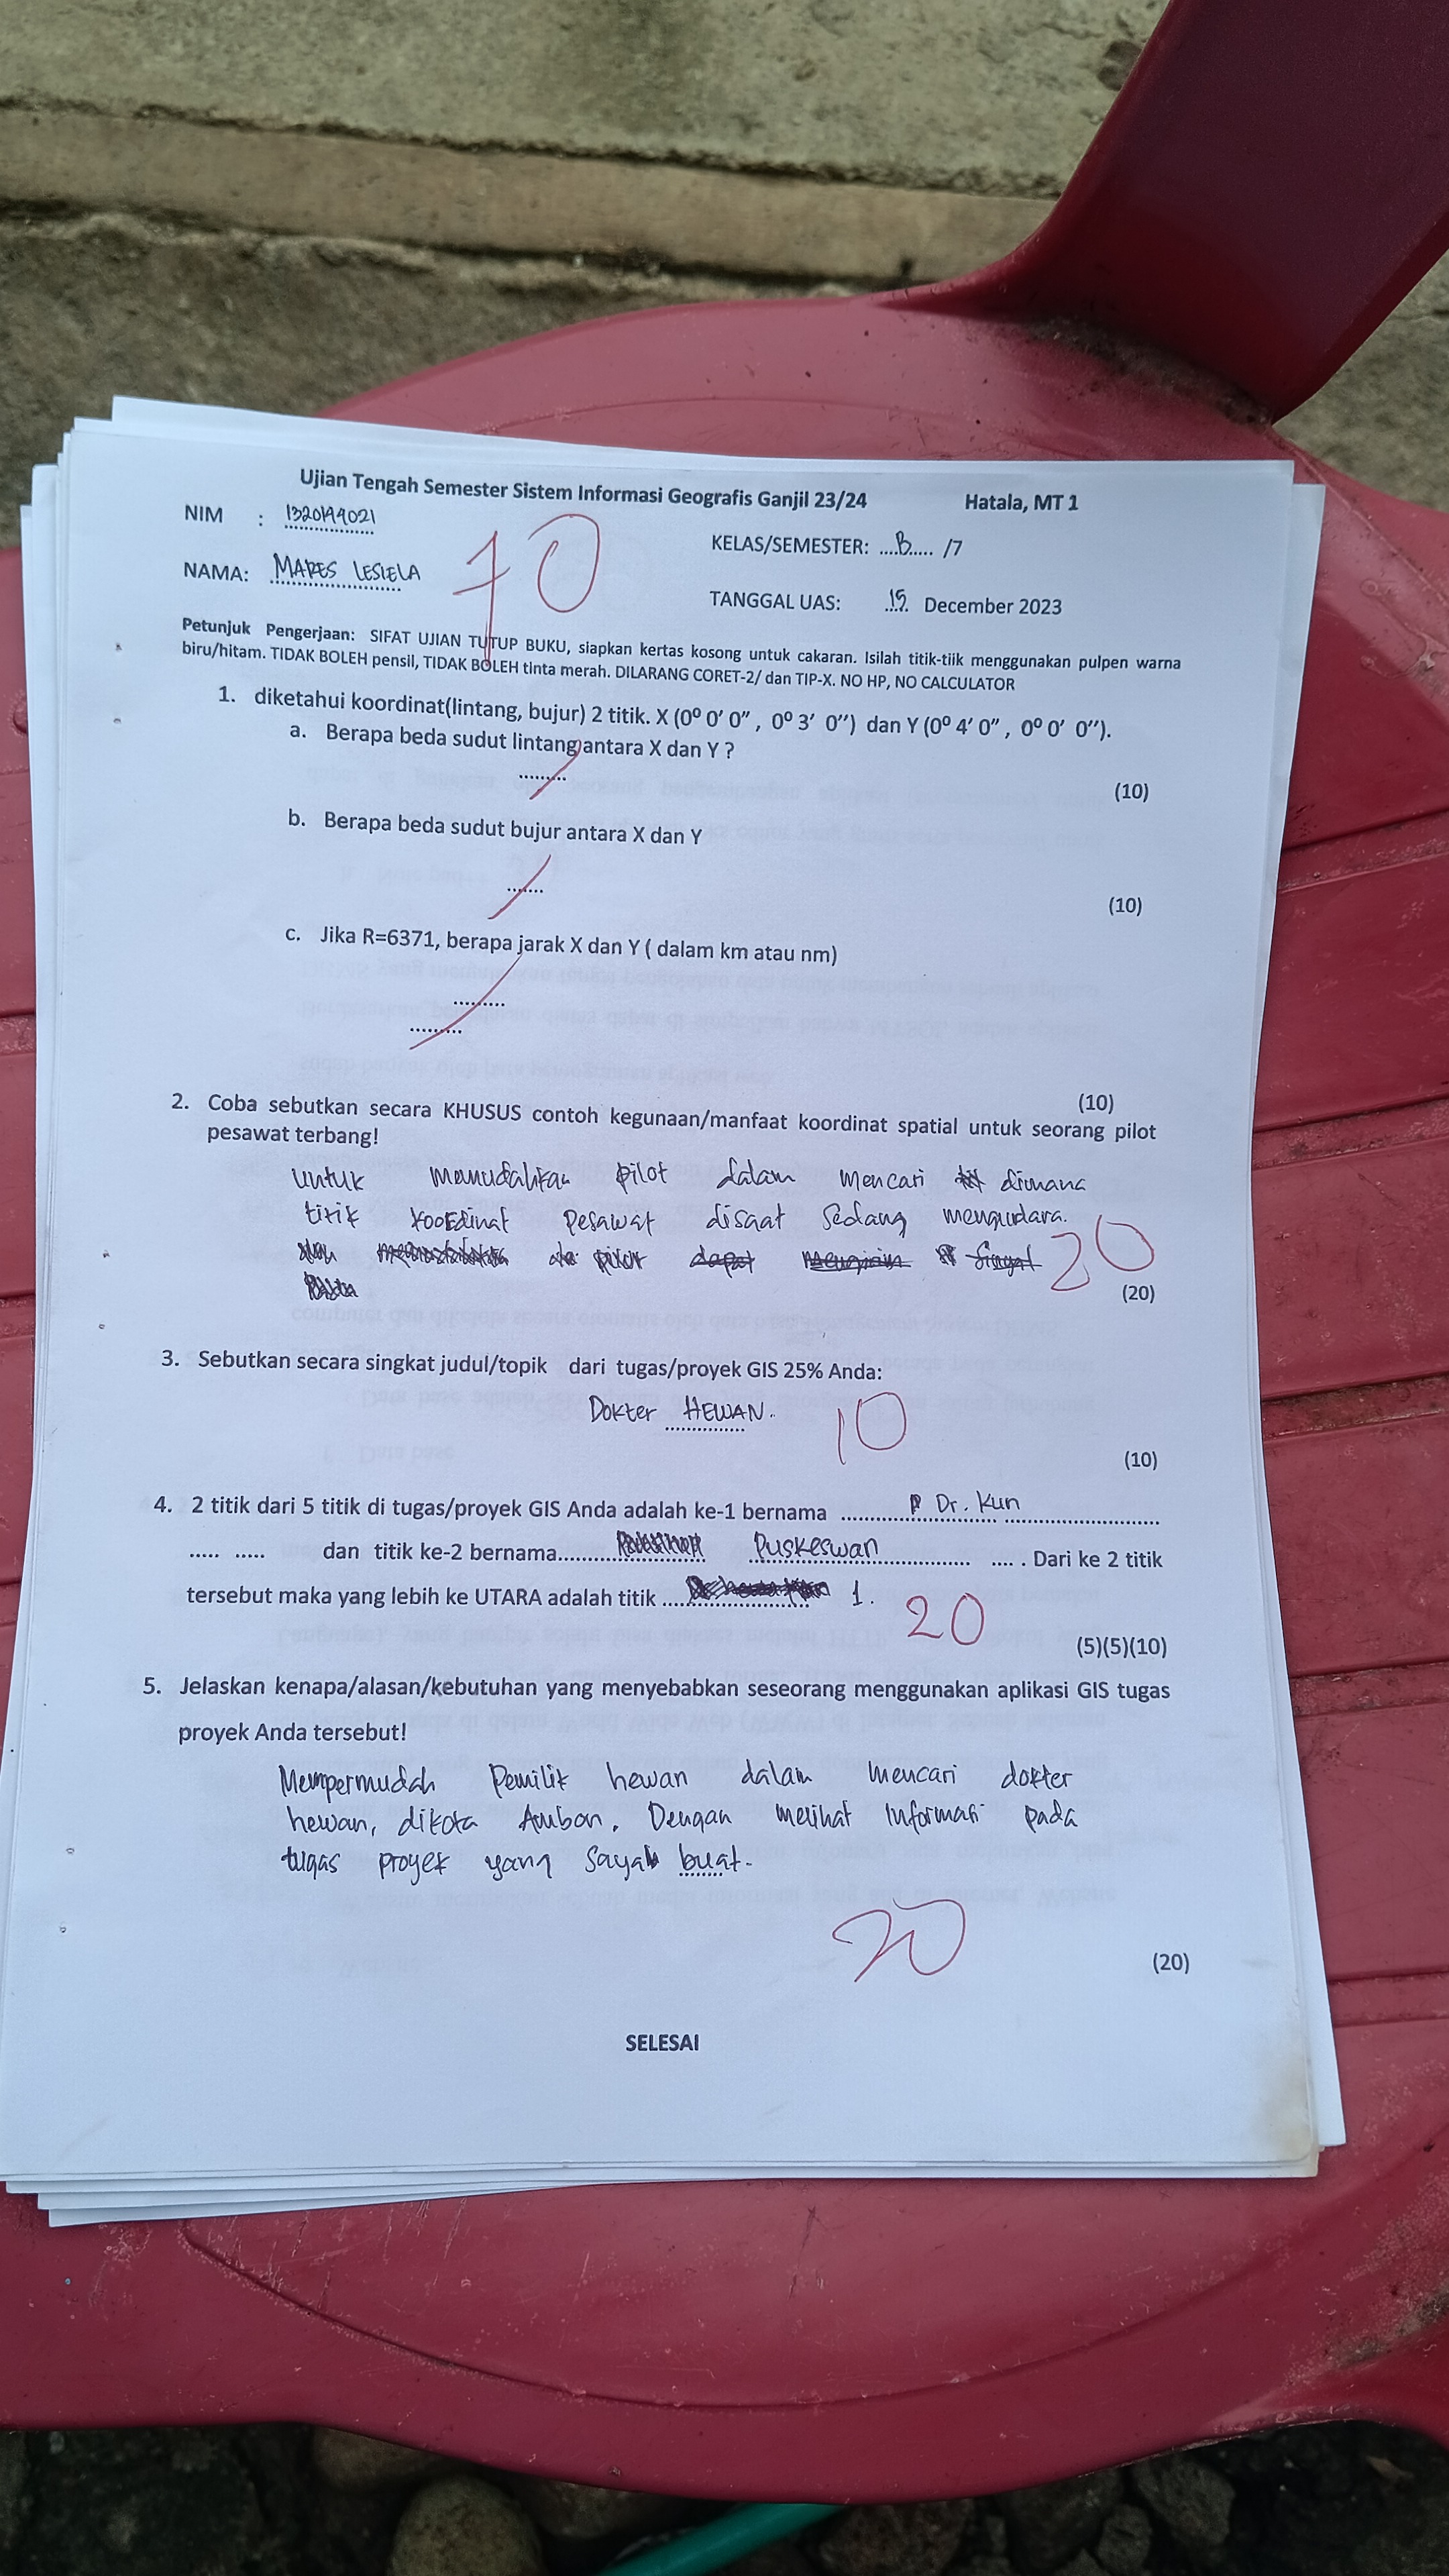 Ujian Tengah Semester Sistem Informasi Geografis Ganjil 23/24 Hatala, MT 1
NIM : 1320144021
KELAS/SEMESTER: ....B..... /7
NAMA: MARES LESIELA
70
TANGGAL UAS: 15 December 2023
Petunjuk Pengerjaan: SIFAT UJIAN TUTUP BUKU, siapkan kertas kosong untuk cakaran. Isilah titik-tiik menggunakan pulpen warna
biru/hitam. TIDAK BOLEH pensil, TIDAK BOLEH tinta merah. DILARANG CORET-2/ dan TIP-X. NO HP, NO CALCULATOR
1. diketahui koordinat(lintang, bujur) 2 titik. X (0⁰ 0′ 0″ , 0⁰ 3′ 0′′) dan Y (0⁰ 4′ 0″ , 0⁰ 0′ 0′′).
a. Berapa beda sudut lintang antara X dan Y ?
.........
(10)
b. Berapa beda sudut bujur antara X dan Y
.......
(10)
c. Jika R=6371, berapa jarak X dan Y ( dalam km atau nm)
.........
.........
(10)
2. Coba sebutkan secara KHUSUS contoh kegunaan/manfaat koordinat spatial untuk seorang pilot
pesawat terbang!
Untuk memudahkan pilot dalam mencari dimana
titik koordinat pesawat disaat sedang mengudara.
pilot dapat
20
(20)
3. Sebutkan secara singkat judul/topik dari tugas/proyek GIS 25% Anda:
Dokter HEWAN.
10
(10)
4. 2 titik dari 5 titik di tugas/proyek GIS Anda adalah ke-1 bernama Dr. Kun
..... ..... dan titik ke-2 bernama Puskeswan .... . Dari ke 2 titik
tersebut maka yang lebih ke UTARA adalah titik 1.
20
(5)(5)(10)
5. Jelaskan kenapa/alasan/kebutuhan yang menyebabkan seseorang menggunakan aplikasi GIS tugas
proyek Anda tersebut!
Mempermudah Pemilik hewan dalam mencari dokter
hewan, dikota Ambon. Dengan melihat Informasi pada
tugas proyek yang saya buat.
20
(20)
SELESAI